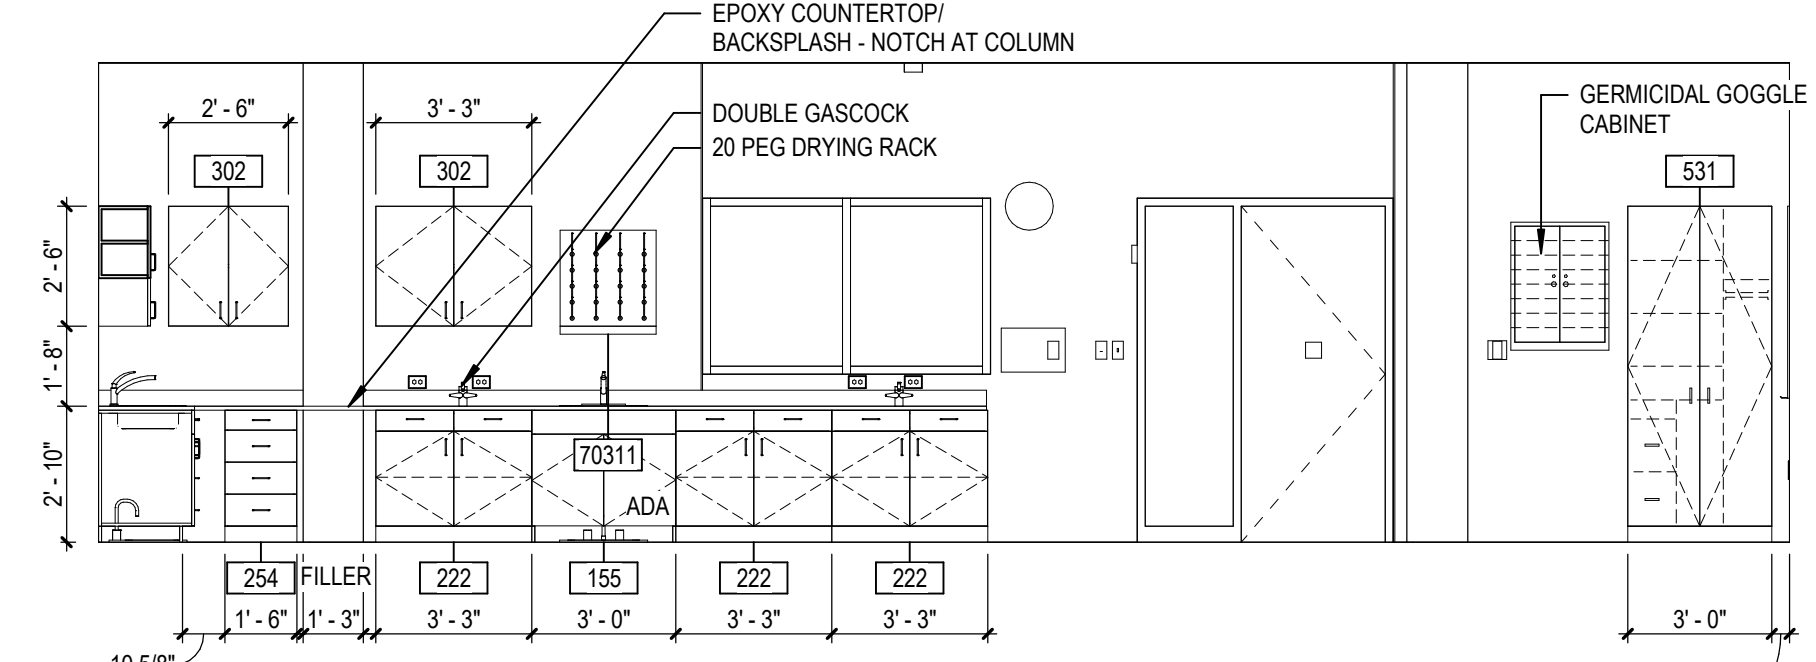 EPOXY COUNTERTOP/
BACKSPLASH - NOTCH AT COLUMN
2' - 6"
3' - 3"
DOUBLE GASCOCK
20 PEG DRYING RACK
GERMICIDAL GOGGLE
CABINET
302
302
531
2' - 6"
1' - 8"
2' - 10"
70311
ADA
254
FILLER
222
155
222
222
1' - 6"
1' - 3"
3' - 3"
3' - 0"
3' - 3"
3' - 3"
3' - 0"
10 5/8"